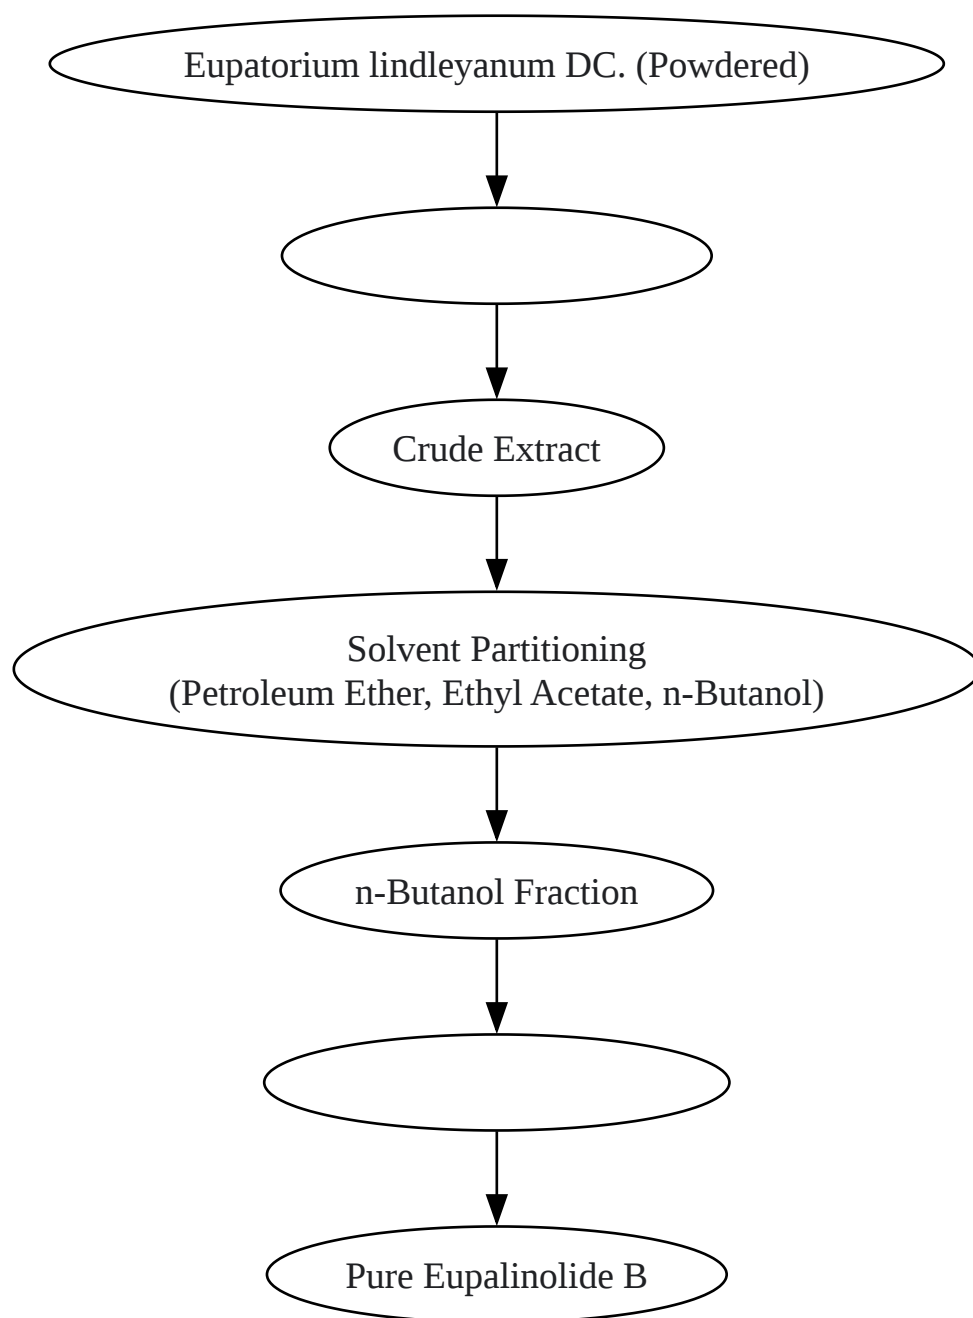 Eupatorium lindleyanum DC. (Powdered)
Crude Extract
Solvent Partitioning
(Petroleum Ether, Ethyl Acetate, n-Butanol)
n-Butanol Fraction
Pure Eupalinolide B